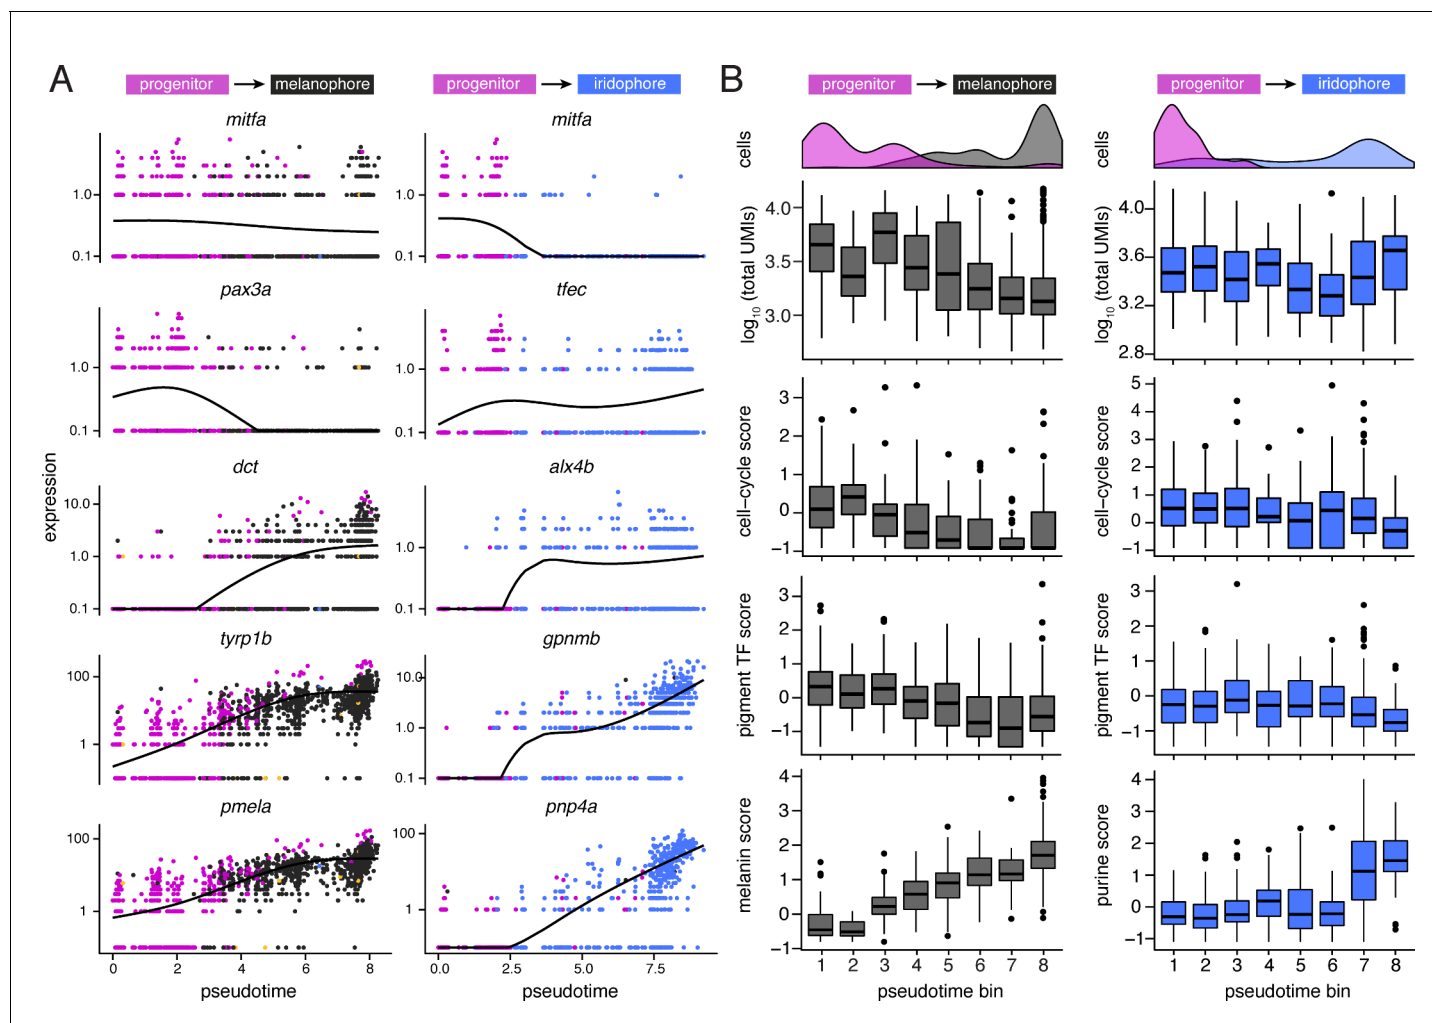 A
progenitor → melanophore
progenitor → iridophore
mitfa
1.0
0.1
mitfa
1.0
0.1
pax3a
1.0
0.1
tfec
1.0
0.1
dct
10.0
1.0
0.1
alx4b
1.0
0.1
tyrp1b
100
1
gpnmb
10.0
1.0
0.1
pmela
100
1
pnp4a
100
1
expression
0 2 4 6 8
pseudotime
0.0 2.5 5.0 7.5
pseudotime
B
progenitor → melanophore
progenitor → iridophore
cells
cells
log10 (total UMIs)
4.0
3.5
3.0
log10 (total UMIs)
4.0
3.6
3.2
2.8
cell−cycle score
3
2
1
0
−1
cell−cycle score
5
4
3
2
1
0
−1
pigment TF score
3
2
1
0
−1
pigment TF score
3
2
1
0
−1
melanin score
4
3
2
1
0
−1
purine score
4
3
2
1
0
−1
1 2 3 4 5 6 7 8
pseudotime bin
1 2 3 4 5 6 7 8
pseudotime bin